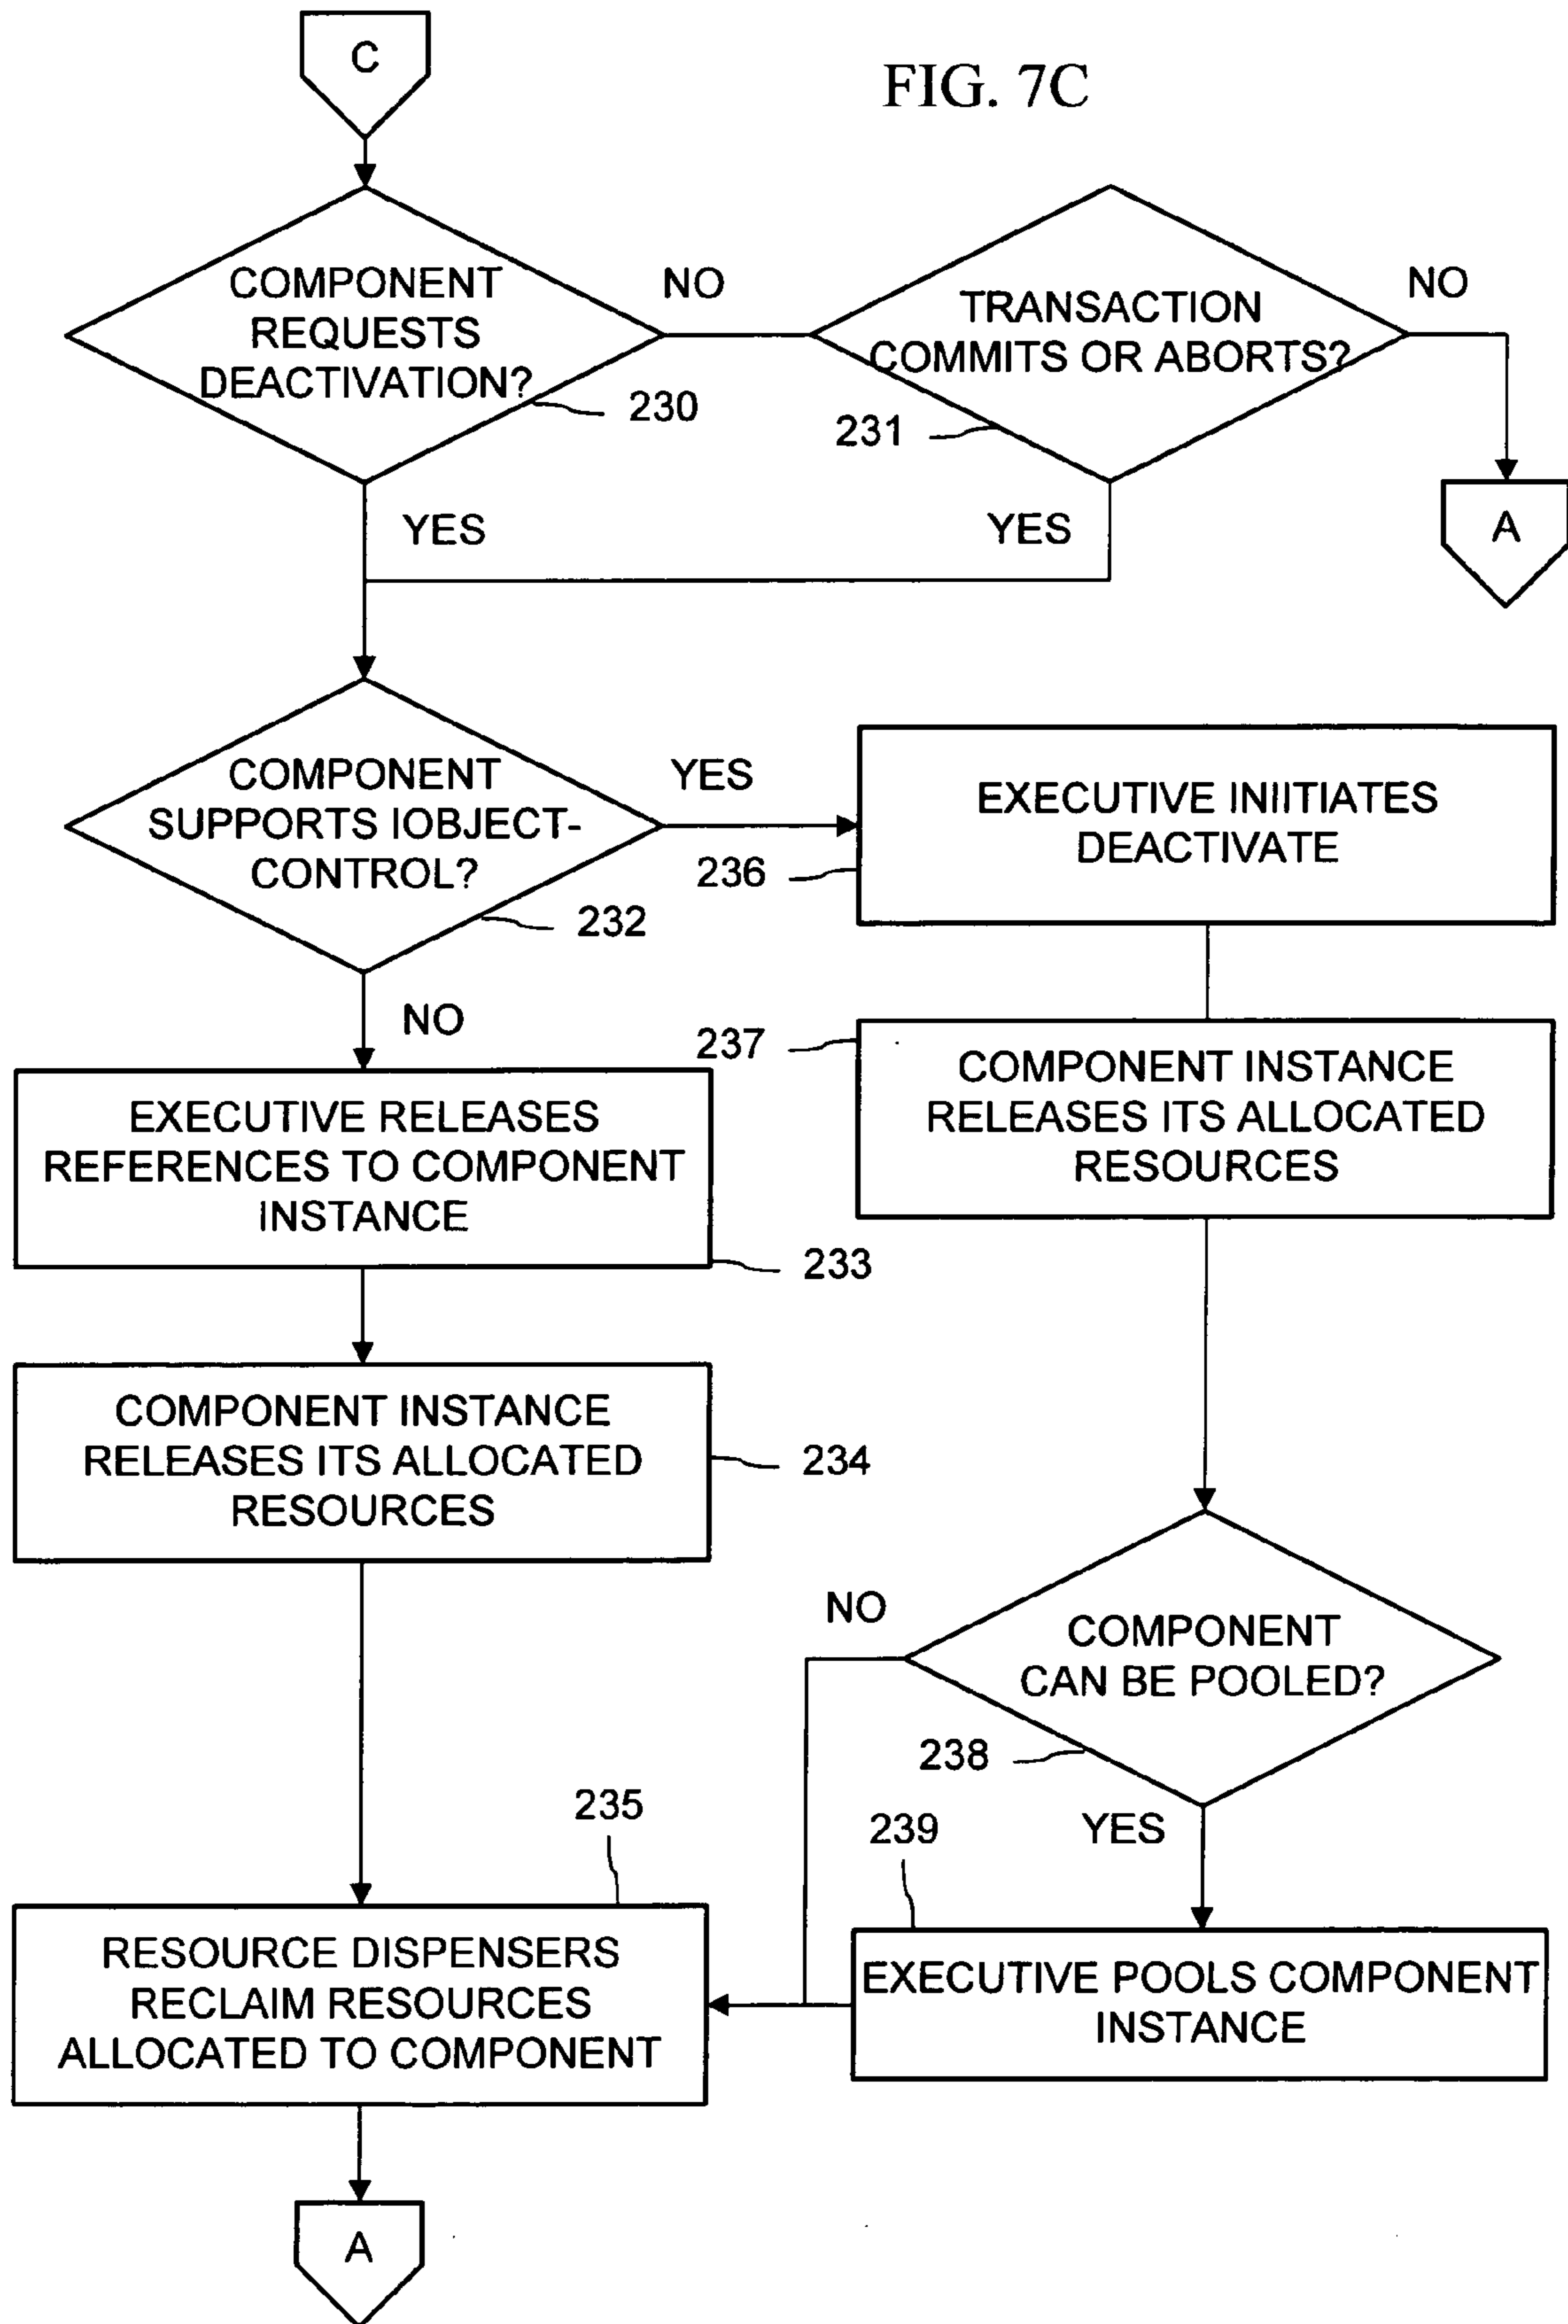 C
FIG. 7C
COMPONENT
REQUESTS
DEACTIVATION?
230
NO
TRANSACTION
COMMITS OR ABORTS?
231
NO
A
YES
YES
COMPONENT
SUPPORTS IOBJECT-
CONTROL?
232
YES
EXECUTIVE INIITIATES
DEACTIVATE
236
NO
237
COMPONENT INSTANCE
RELEASES ITS ALLOCATED
RESOURCES
EXECUTIVE RELEASES
REFERENCES TO COMPONENT
INSTANCE
233
COMPONENT INSTANCE
RELEASES ITS ALLOCATED
RESOURCES
234
NO
COMPONENT
CAN BE POOLED?
238
YES
235
239
RESOURCE DISPENSERS
RECLAIM RESOURCES
ALLOCATED TO COMPONENT
EXECUTIVE POOLS COMPONENT
INSTANCE
A